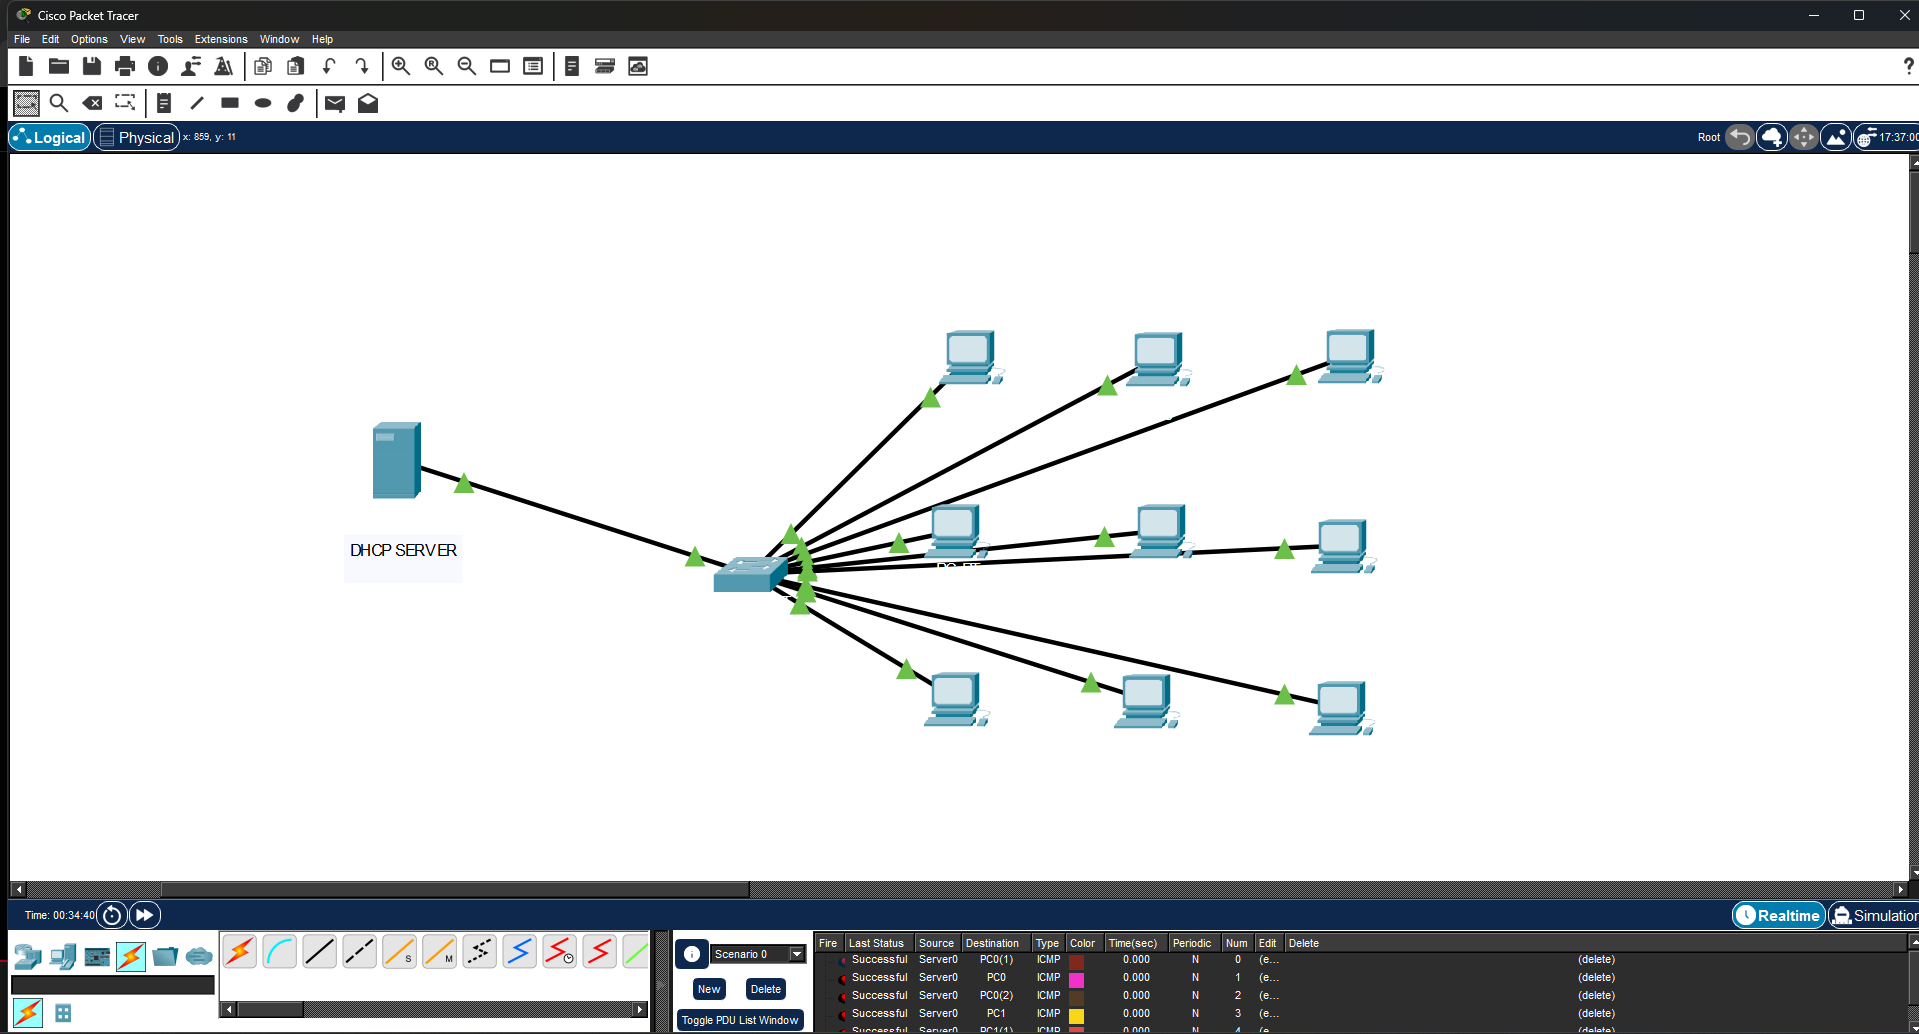 Cisco Packet Tracer
File Edit Options View Tools Extensions Window Help
?
Logical Physical x: 859, y: 11 Root 17:37:00
DHCP SERVER
Time: 00:34:40 Realtime Simulation
S M
Scenario 0
New Delete
Toggle PDU List Window
Fire Last Status Source Destination Type Color Time(sec) Periodic Num Edit Delete
Successful Server0 PC0(1) ICMP 0.000 N 0 (e... (delete)
Successful Server0 PC0 ICMP 0.000 N 1 (e... (delete)
Successful Server0 PC0(2) ICMP 0.000 N 2 (e... (delete)
Successful Server0 PC1 ICMP 0.000 N 3 (e... (delete)
Successful Server0 PC1(1) ICMP 0.000 N 4 (e... (delete)